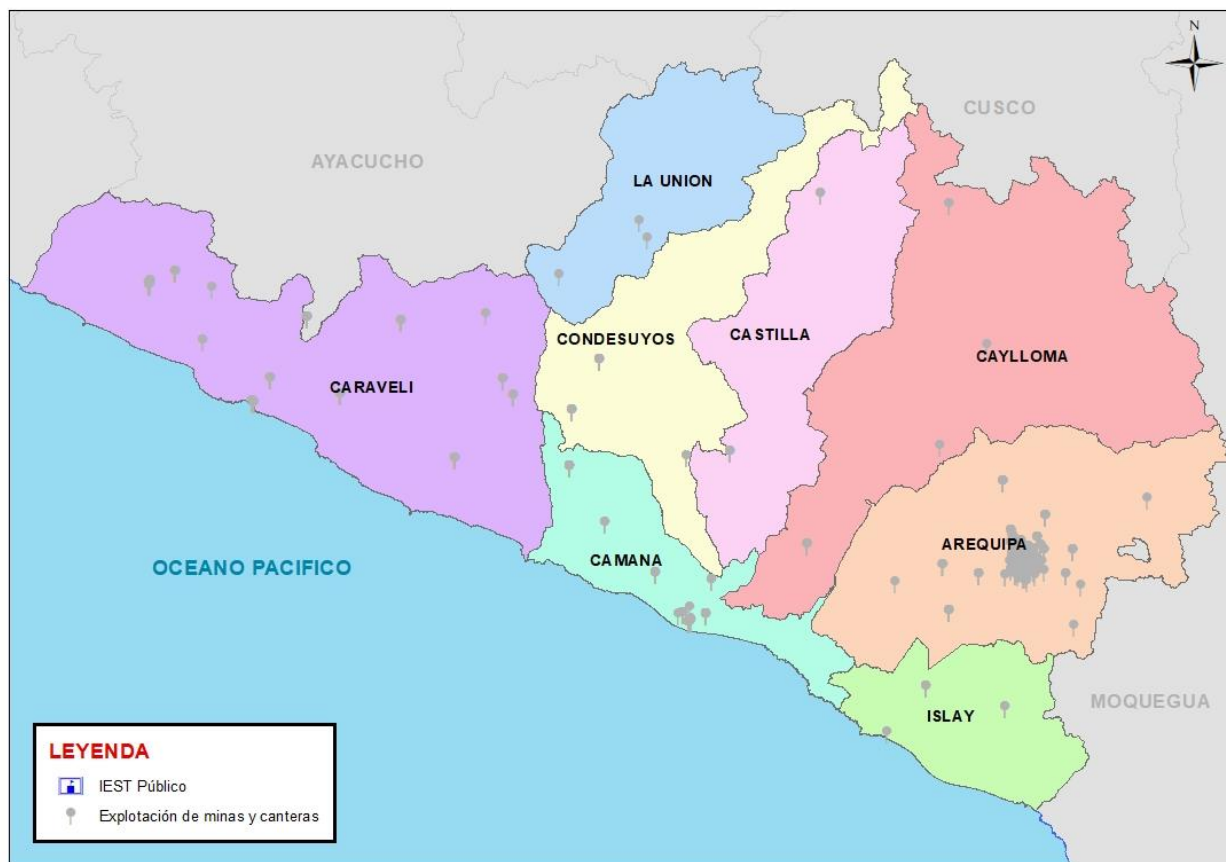 N
CUSCO
AYACUCHO
LA UNION
CONDESUYOS
CASTILLA
CAYLLOMA
CARAVELI
AREQUIPA
CAMANA
OCEANO PACIFICO
MOQUEGUA
ISLAY
LEYENDA
IEST Público
Explotación de minas y canteras